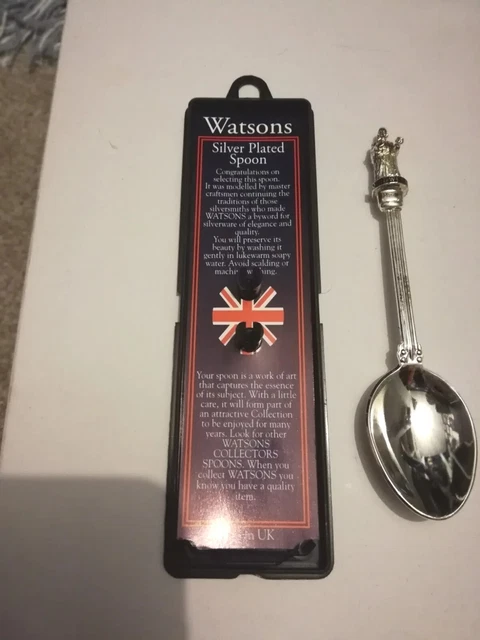 Watsons
Silver Plated
Spoon
Congratulations on
selecting this spoon.
It was modelled by master
craftsmen continuing the
traditions of those
silversmiths who made
WATSONS a byword for
silverware of elegance and
quality.
You will preserve its
beauty by washing it
gently in lukewarm soapy
water. Avoid scalding or
Your spoon is a work of art
that captures the essence
of its subject. With a little
care, it will form part of
an attractive Collection
to be enjoyed for many
years. Look for other
WATSONS
COLLECTORS
SPOONS. When you
collect WATSONS you
know you have a quality
item.
in UK